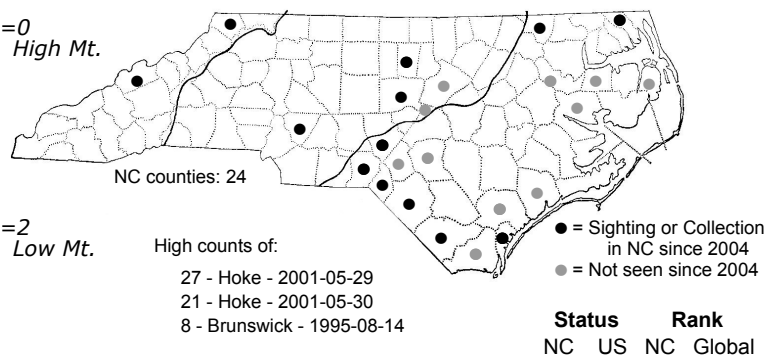 =0
High Mt.
NC counties: 24
=2
Low Mt.
High counts of:
27 - Hoke - 2001-05-29
21 - Hoke - 2001-05-30
8 - Brunswick - 1995-08-14
= Sighting or Collection
in NC since 2004
= Not seen since 2004
Status Rank
NC US NC Global